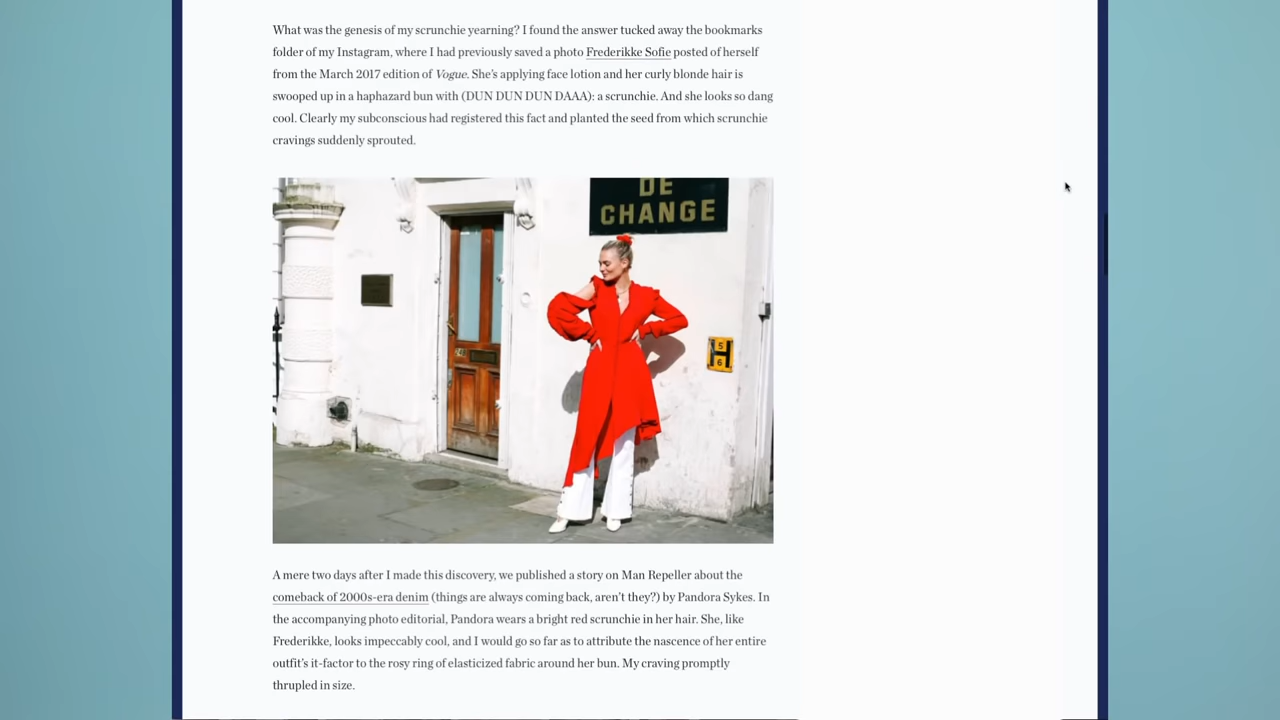 What was the genesis of my scrunchie yearning? I found the answer tucked away the bookmarks
folder of my Instagram, where I had previously saved a photo Frederikke Sofie posted of herself
from the March 2017 edition of Vogue. She's applying face lotion and her curly blonde hair is
swooped up in a haphazard bun with (DUN DUN DUN DAAA): a scrunchie. And she looks so dang
cool. Clearly my subconscious had registered this fact and planted the seed from which scrunchie
cravings suddenly sprouted.
DE
CHANGE
5
H
6
A mere two days after I made this discovery, we published a story on Man Repeller about the
comeback of 2000s-era denim (things are always coming back, aren't they?) by Pandora Sykes. In
the accompanying photo editorial, Pandora wears a bright red scrunchie in her hair. She, like
Frederikke, looks impeccably cool, and I would go so far as to attribute the nascence of her entire
outfit's it-factor to the rosy ring of elasticized fabric around her bun. My craving promptly
thrupled in size.